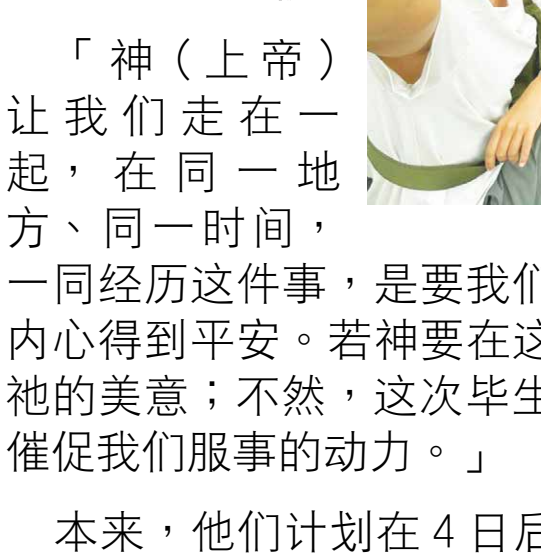 「神（上帝）
让我们走在一
起，在同一地
方、同一时间，
一同经历这件事，是要我们
内心得到平安。若神要在这
祂的美意；不然，这次毕生
催促我们服事的动力。」
本来，他们计划在 4 日后